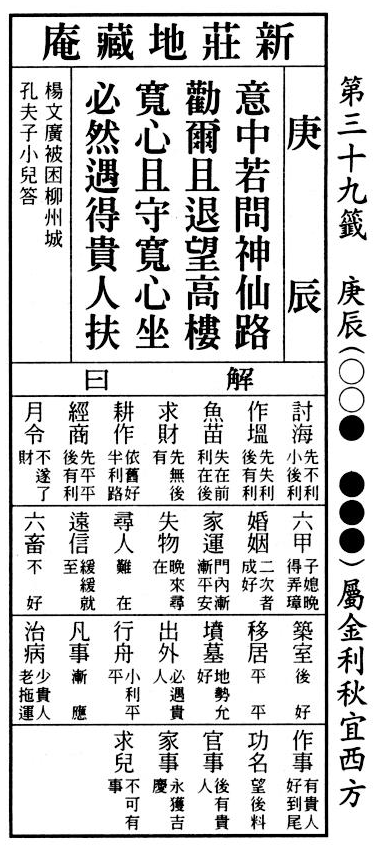 第三十九籤　庚辰（○○●　●●●）屬金利秋宜西方
新莊地藏庵
庚辰
意中若問神仙路
勸爾且退望高樓
寬心且守寬心坐
必然遇得貴人扶
楊文廣被困柳州城
孔夫子小兒答
解曰
討海　先不利小後利
作塭　先失利後有利
魚苗　失在前利在後
求財　先無後有
耕作　依舊好半利路
經商　先平平後有利
月令　不遂了財
六甲　子媳晚得弄璋
婚姻　二次者成好
家運　門內漸漸平安
失物　晚來尋在
尋人　難在
遠信　緩緩就至
六畜　不好
築室　後好
移居　平平
墳墓　地勢允好
出外　必遇貴人
行舟　小利平平
凡事　漸應
治病　少貴人老拖運
作事　有貴人好到尾
功名　望後料
官事　後有貴人
家事　永獲吉慶
求兒　不可有事